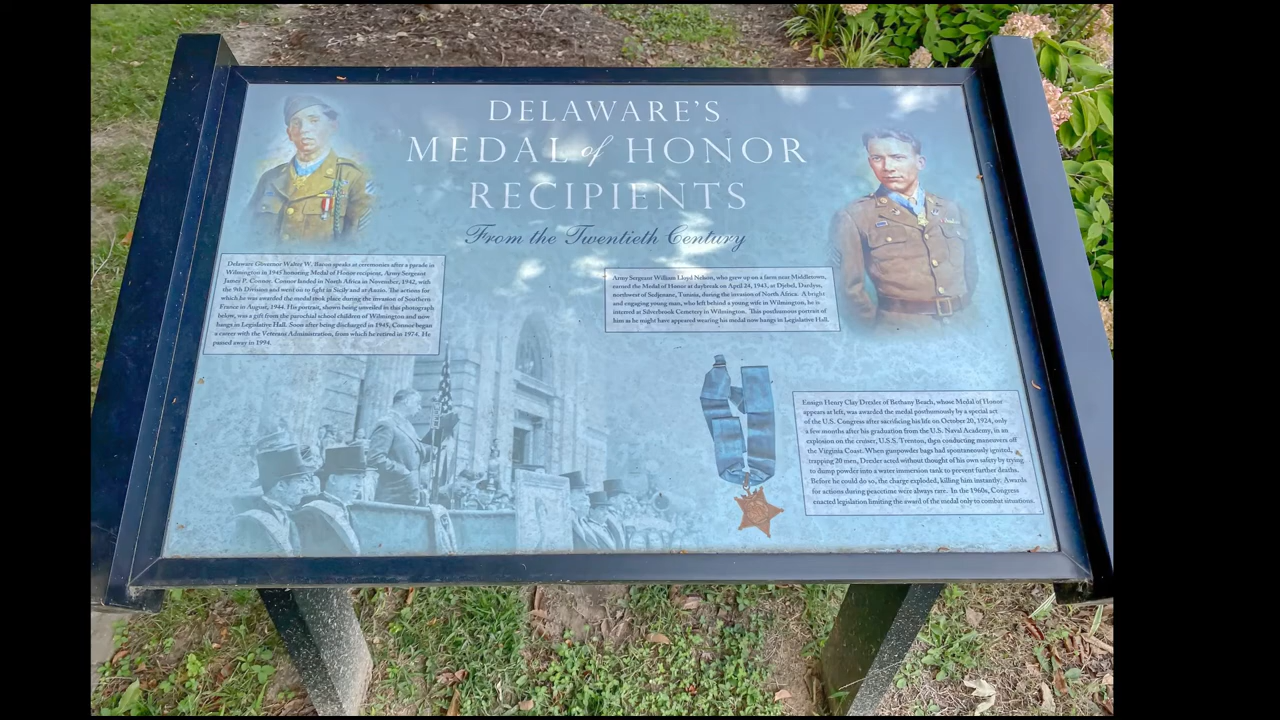 DELAWARE'S
MEDAL of HONOR
RECIPIENTS
From the Twentieth Century
Delaware Governor Walter W. Bacon speaks at ceremonies after a parade in
Wilmington in 1945 honoring Medal of Honor recipient, Army Sergeant
James P. Connor. Connor landed in North Africa in November, 1942, with
the 9th Division and went on to fight in Sicily and at Anzio. The actions for
which he was awarded the medal took place during the invasion of Southern
France in August, 1944. His portrait, shown being unveiled in this photograph
below, was a gift from the parochial school children of Wilmington and now
hangs in Legislative Hall. Soon after being discharged in 1945, Connor began
a career with the Veterans Administration, from which he retired in 1974. He
passed away in 1994.
Army Sergeant William Lloyd Nelson, who grew up on a farm near Middletown,
earned the Medal of Honor at daybreak on April 24, 1943, at Djebel, Dardyss,
northwest of Sedjenane, Tunisia, during the invasion of North Africa. A bright
and engaging young man, who left behind a young wife in Wilmington, he is
interred at Silverbrook Cemetery in Wilmington. This posthumous portrait of
him as he might have appeared wearing his medal now hangs in Legislative Hall.
Ensign Henry Clay Drexler of Bethany Beach, whose Medal of Honor
appears at left, was awarded the medal posthumously by a special act
of the U.S. Congress after sacrificing his life on October 20, 1924, only
a few months after his graduation from the U.S. Naval Academy, in an
explosion on the cruiser, U.S.S. Trenton, then conducting maneuvers off
the Virginia Coast. When gunpowder bags had spontaneously ignited,
trapping 20 men, Drexler acted without thought of his own safety by trying
to dump powder into a water immersion tank to prevent further deaths.
Before he could do so, the charge exploded, killing him instantly. Awards
for actions during peacetime were always rare. In the 1960s, Congress
enacted legislation limiting the award of the medal only to combat situations.